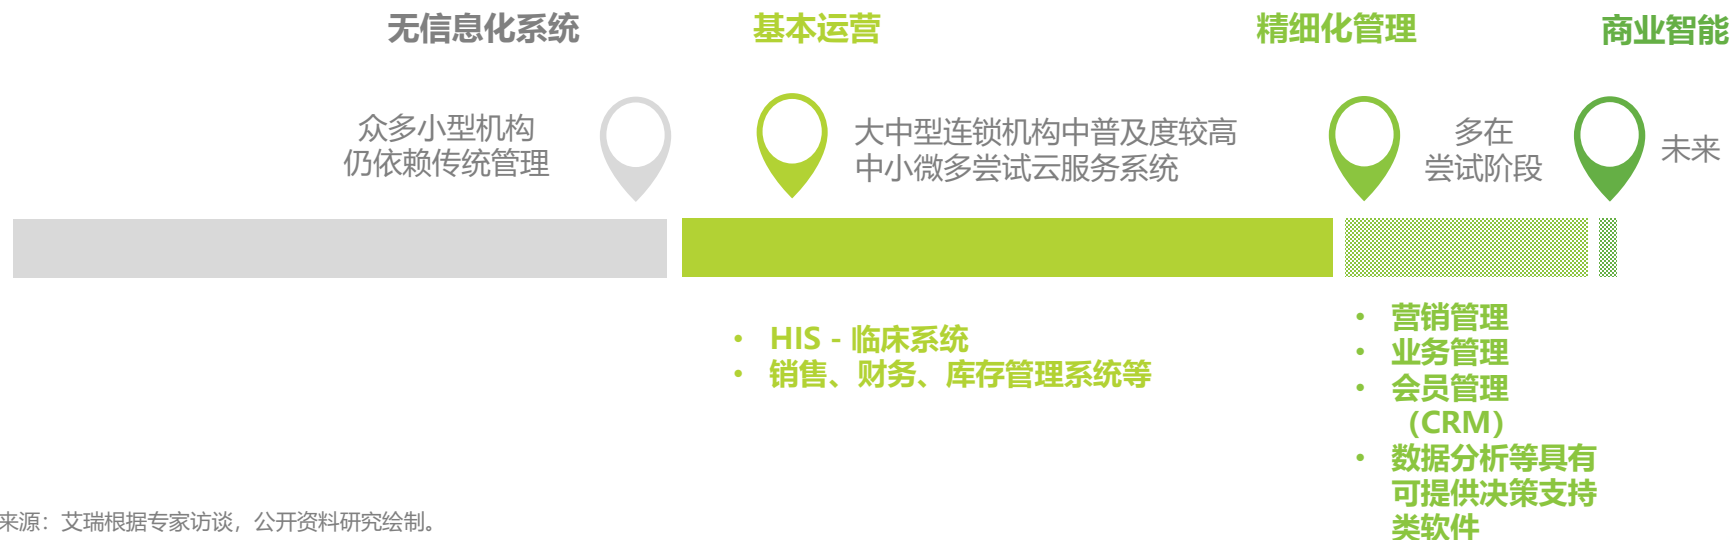 无信息化系统
基本运营
精细化管理
商业智能
众多小型机构
仍依赖传统管理
大中型连锁机构中普及度较高
中小微多尝试云服务系统
多在
尝试阶段
未来
• HIS - 临床系统
• 销售、财务、库存管理系统等
• 营销管理
• 业务管理
• 会员管理
（CRM）
• 数据分析等具有
可提供决策支持
类软件
来源：艾瑞根据专家访谈，公开资料研究绘制。